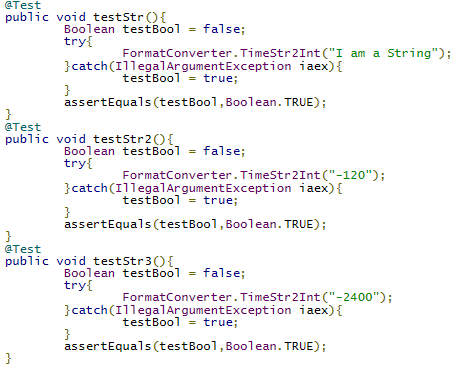 @Test
public void testStr(){
        Boolean testBool = false;
        try{
                FormatConverter.TimeStr2Int("I am a String");
        }catch(IllegalArgumentException iaex){
                testBool = true;
        }
        assertEquals(testBool,Boolean.TRUE);
}
@Test
public void testStr2(){
        Boolean testBool = false;
        try{
                FormatConverter.TimeStr2Int("-120");
        }catch(IllegalArgumentException iaex){
                testBool = true;
        }
        assertEquals(testBool,Boolean.TRUE);
}
@Test
public void testStr3(){
        Boolean testBool = false;
        try{
                FormatConverter.TimeStr2Int("-2400");
        }catch(IllegalArgumentException iaex){
                testBool = true;
        }
        assertEquals(testBool,Boolean.TRUE);
}